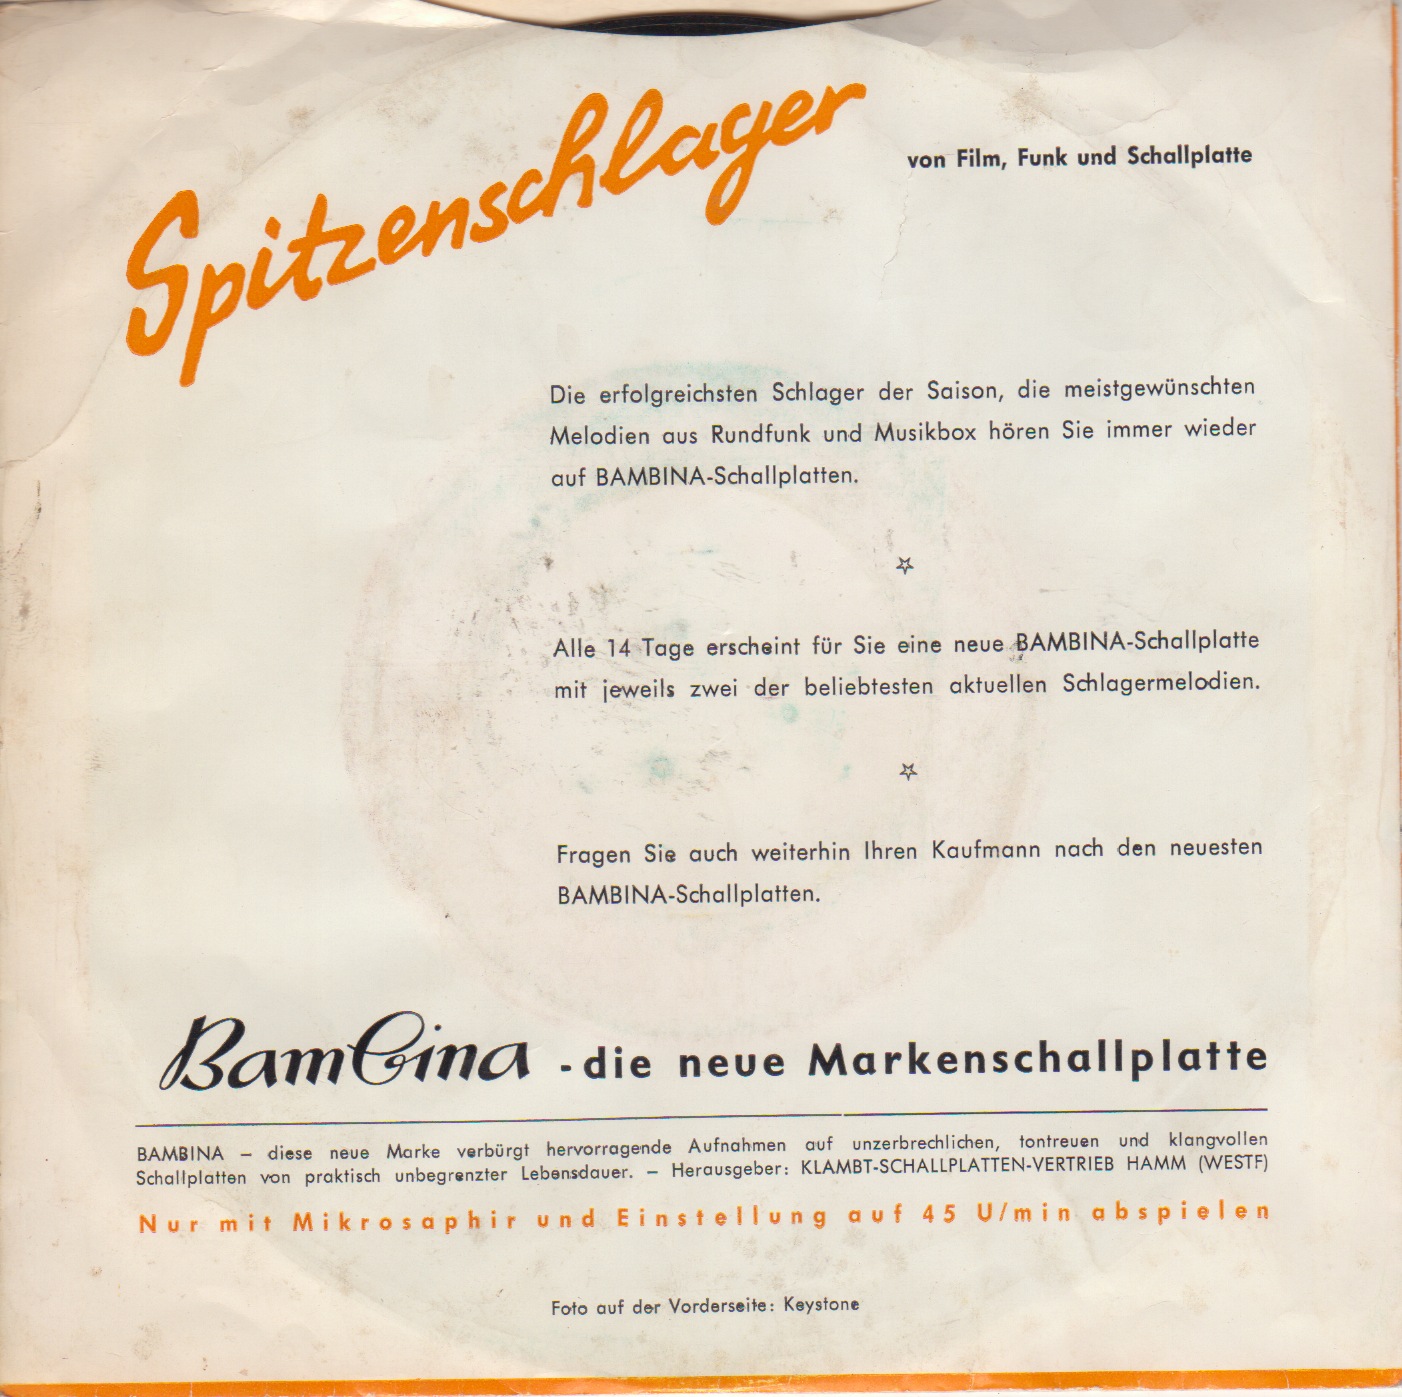 Spitzenschlager
von Film, Funk und Schallplatte
Die erfolgreichsten Schlager der Saison, die meistgewünschten
Melodien aus Rundfunk und Musikbox hören Sie immer wieder
auf BAMBINA-Schallplatten.
Alle 14 Tage erscheint für Sie eine neue BAMBINA-Schallplatte
mit jeweils zwei der beliebtesten aktuellen Schlagermelodien.
Fragen Sie auch weiterhin Ihren Kaufmann nach den neuesten
BAMBINA-Schallplatten.
Bambina - die neue Markenschallplatte
BAMBINA – diese neue Marke verbürgt hervorragende Aufnahmen auf unzerbrechlichen, tontreuen und klangvollen
Schallplatten von praktisch unbegrenzter Lebensdauer. – Herausgeber: KLAMBT-SCHALLPLATTEN-VERTRIEB HAMM (WESTF)
Nur mit Mikrosaphir und Einstellung auf 45 U/min abspielen
Foto auf der Vorderseite: Keystone